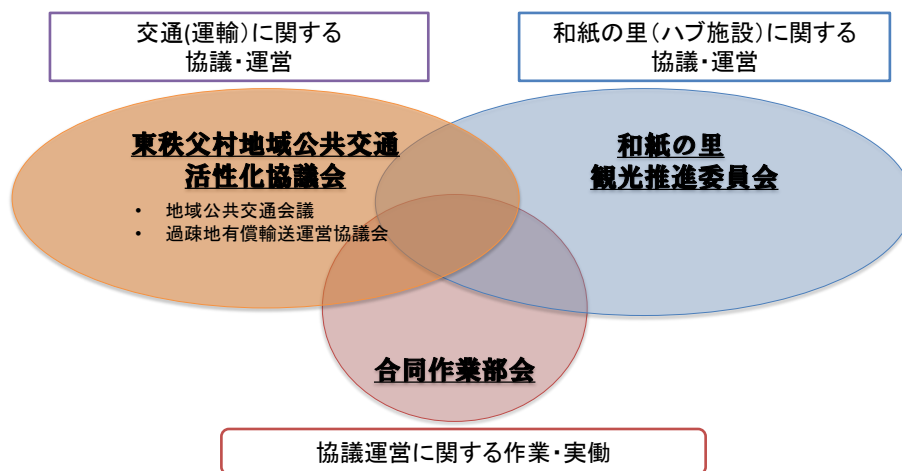 交通(運輸)に関する
協議・運営
和紙の里(ハブ施設)に関する
協議・運営
東秩父村地域公共交通
活性化協議会
• 地域公共交通会議
• 過疎地有償輸送運営協議会
和紙の里
観光推進委員会
合同作業部会
協議運営に関する作業・実働